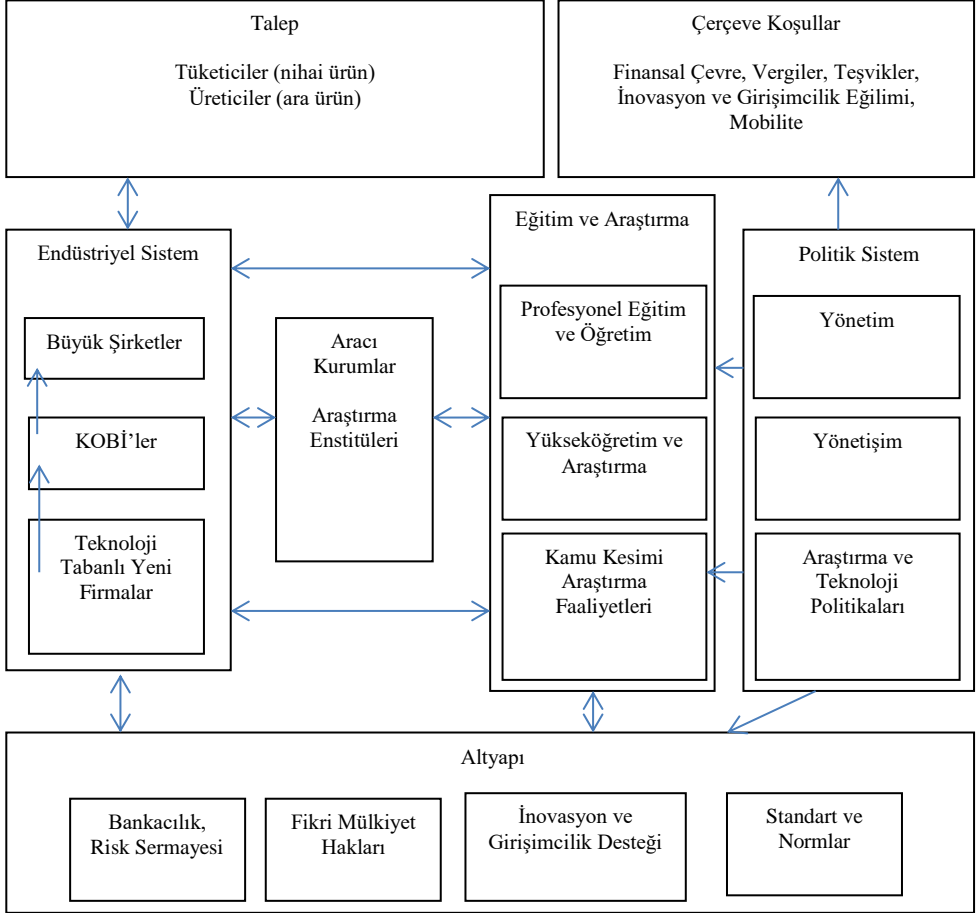 Talep
Tüketiciler (nihai ürün)
Üreticiler (ara ürün)
Çerçeve Koşullar
Finansal Çevre, Vergiler, Teşvikler,
İnovasyon ve Girişimcilik Eğilimi,
Mobilite
Endüstriyel Sistem
Büyük Şirketler
KOBİ’ler
Teknoloji
Tabanlı Yeni
Firmalar
Aracı
Kurumlar
Araştırma
Enstitüleri
Eğitim ve Araştırma
Profesyonel Eğitim
ve Öğretim
Yükseköğretim ve
Araştırma
Kamu Kesimi
Araştırma
Faaliyetleri
Politik Sistem
Yönetim
Yönetişim
Araştırma ve
Teknoloji
Politikaları
Altyapı
Bankacılık,
Risk Sermayesi
Fikri Mülkiyet
Hakları
İnovasyon ve
Girişimcilik Desteği
Standart ve
Normlar